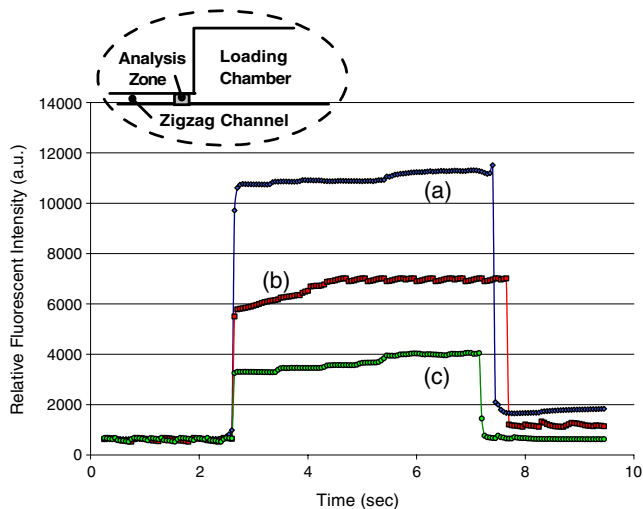 Analysis
Zone
Loading
Chamber
Zigzag Channel
14000
12000
10000
8000
6000
4000
2000
0
Relative Fluorescent Intensity (a.u.)
(a)
(b)
(c)
0 2 4 6 8 10
Time (sec)